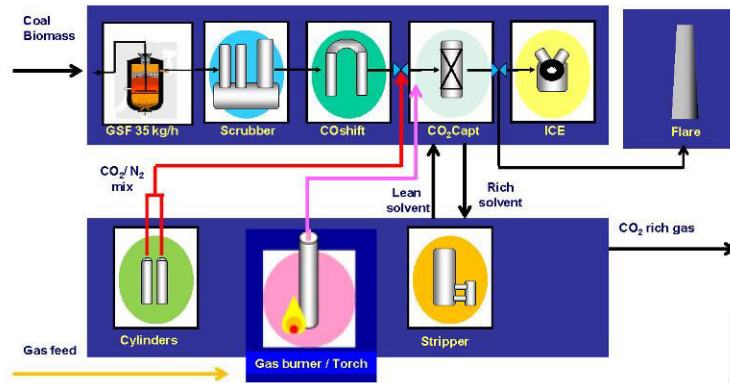 Coal
Biomass
GSF 35 kg/h
Scrubber
COshift
CO₂Capt
ICE
Flare
CO₂/ N₂
mix
Lean
solvent
Rich
solvent
CO₂ rich gas
Cylinders
Gas burner / Torch
Stripper
Gas feed